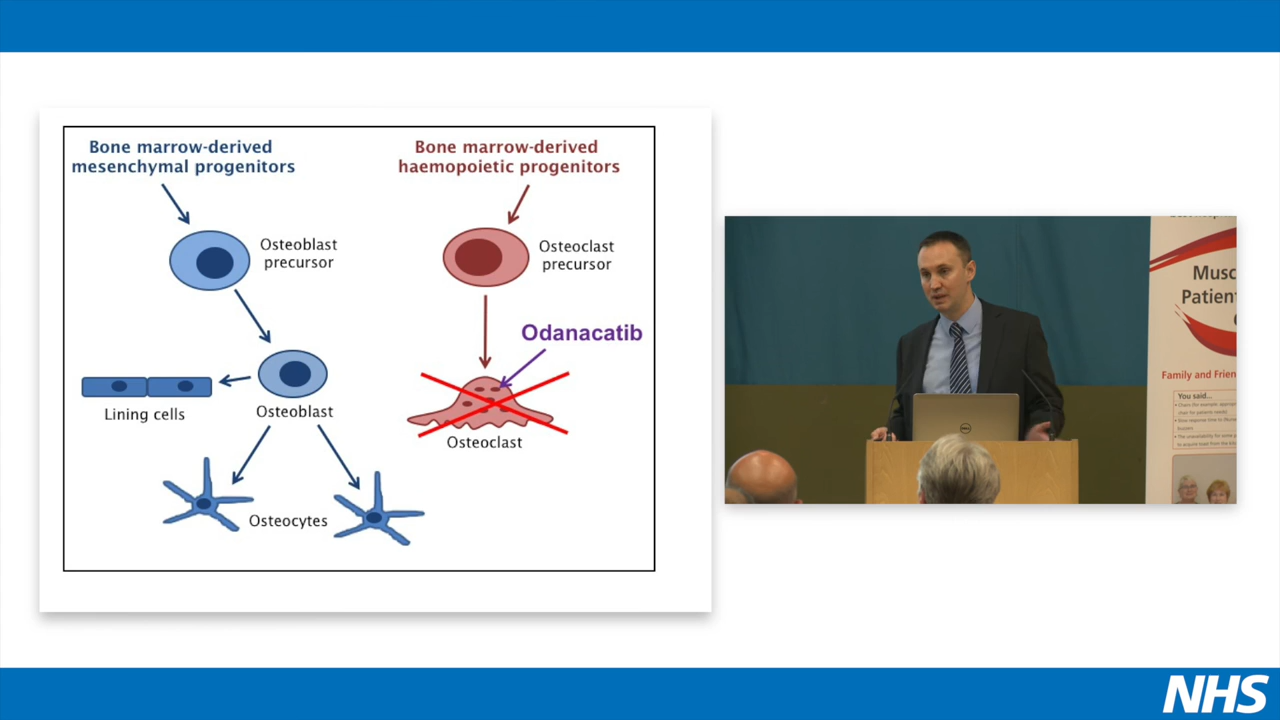 Bone marrow-derived
mesenchymal progenitors
Bone marrow-derived
haemopoietic progenitors
Osteoblast
precursor
Osteoclast
precursor
Odanacatib
Lining cells
Osteoblast
Osteoclast
Osteocytes
Musc
Patien
Family and Frien
You said...
DELL
NHS